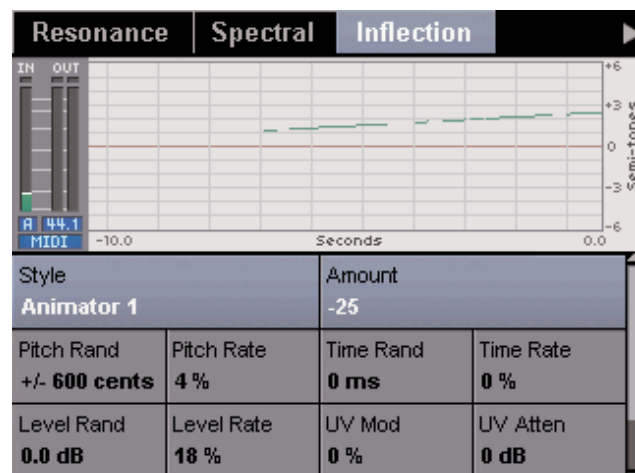 Resonance Spectral Inflection
IN OUT
+6
+3
0
-3
-6
semi-tones
A 44.1
MIDI
-10.0 Seconds 0.0
Style Amount
Animator 1 -25
Pitch Rand Pitch Rate Time Rand Time Rate
+/- 600 cents 4 % 0 ms 0 %
Level Rand Level Rate UV Mod UV Atten
0.0 dB 18 % 0 % 0 dB